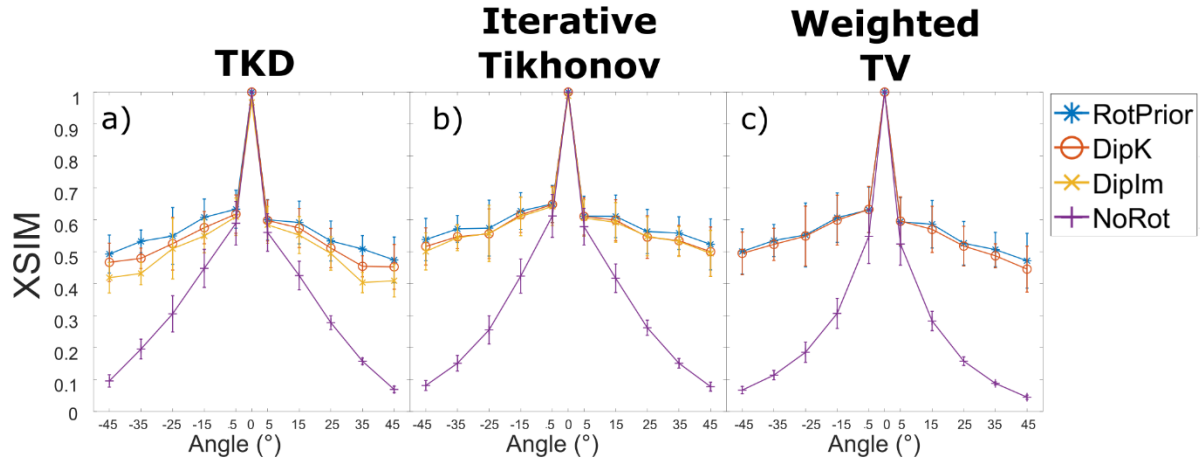 TKD
Iterative
Tikhonov
Weighted
TV
XSIM
1
0.9
0.8
0.7
0.6
0.5
0.4
0.3
0.2
0.1
0
a)
b)
c)
RotPrior
DipK
DipIm
NoRot
-45 -35 -25 -15 -5 0 5 15 25 35 45
-45 -35 -25 -15 -5 0 5 15 25 35 45
-45 -35 -25 -15 -5 0 5 15 25 35 45
Angle (°)
Angle (°)
Angle (°)